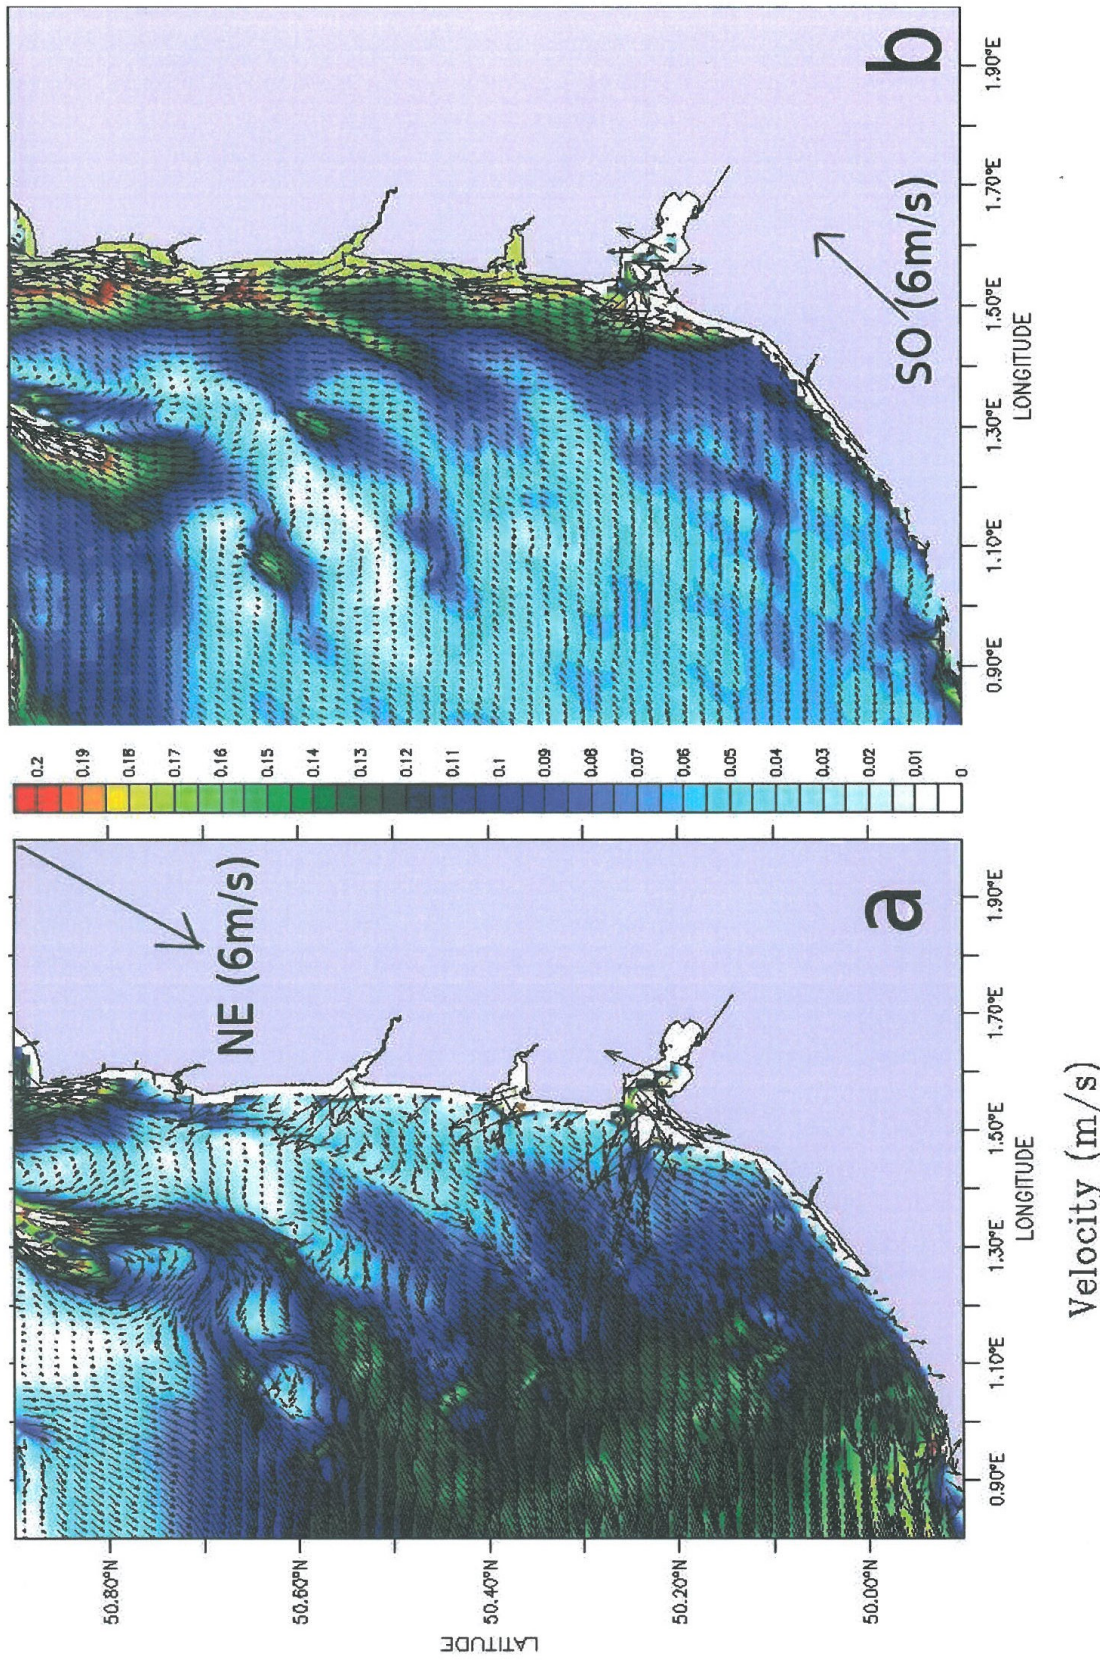 LATITUDE
50.80°N
50.60°N
50.40°N
50.20°N
50.00°N
NE (6m/s)
a
0.90°E 1.10°E 1.30°E 1.50°E 1.70°E 1.90°E
LONGITUDE
Velocity (m/s)
0.2
0.19
0.18
0.17
0.16
0.15
0.14
0.13
0.12
0.11
0.1
0.09
0.08
0.07
0.06
0.05
0.04
0.03
0.02
0.01
0
b
SO (6m/s)
0.90°E 1.10°E 1.30°E 1.50°E 1.70°E 1.90°E
LONGITUDE